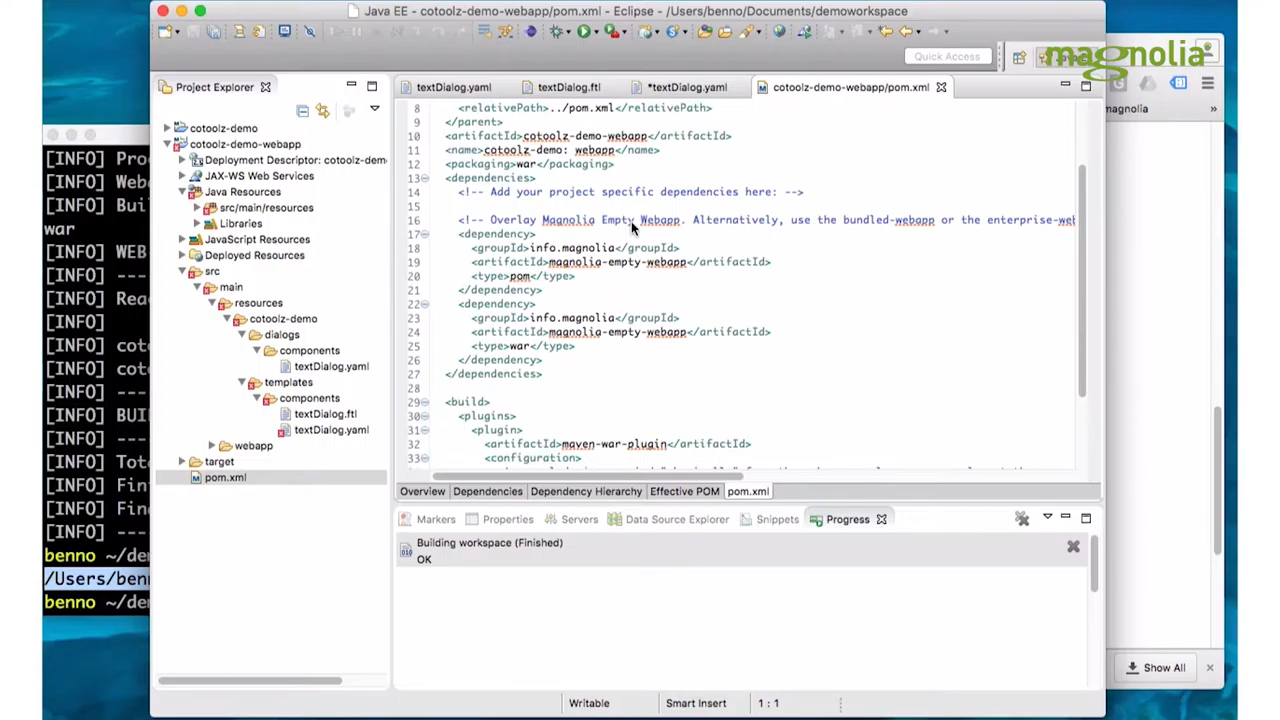 Java EE - cotoolz-demo-webapp/pom.xml - Eclipse - /Users/benno/Documents/demoworkspace
Quick Access
magnolia
magnolia
Project Explorer
textDialog.yaml
textDialog.ftl
*textDialog.yaml
cotoolz-demo-webapp/pom.xml
cotoolz-demo
cotoolz-demo-webapp
Deployment Descriptor: cotoolz-dem
JAX-WS Web Services
Java Resources
src/main/resources
Libraries
JavaScript Resources
Deployed Resources
src
main
resources
cotoolz-demo
dialogs
components
textDialog.yaml
templates
components
textDialog.ftl
textDialog.yaml
webapp
target
pom.xml
8 <relativePath>../pom.xml</relativePath>
9 </parent>
10 <artifactId>cotoolz-demo-webapp</artifactId>
11 <name>cotoolz-demo: webapp</name>
12 <packaging>war</packaging>
13 <dependencies>
14 <!-- Add your project specific dependencies here: -->
15
16 <!-- Overlay Magnolia Empty Webapp. Alternatively, use the bundled-webapp or the enterprise-web
17 <dependency>
18 <groupId>info.magnolia</groupId>
19 <artifactId>magnolia-empty-webapp</artifactId>
20 <type>pom</type>
21 </dependency>
22 <dependency>
23 <groupId>info.magnolia</groupId>
24 <artifactId>magnolia-empty-webapp</artifactId>
25 <type>war</type>
26 </dependency>
27 </dependencies>
28
29 <build>
30 <plugins>
31 <plugin>
32 <artifactId>maven-war-plugin</artifactId>
33 <configuration>
Overview Dependencies Dependency Hierarchy Effective POM pom.xml
Markers Properties Servers Data Source Explorer Snippets Progress
Building workspace (Finished)
OK
Writable Smart Insert 1 : 1
[INFO] Pro
[INFO] Web
[INFO] Bui
war
[INFO] WEB
[INFO] ---
[INFO] Rea
[INFO]
[INFO] cot
[INFO] cot
[INFO] ---
[INFO] BUI
[INFO] ---
[INFO] Tot
[INFO] Fin
[INFO] Fin
[INFO] ---
benno ~/de
/Users/ben
benno ~/de
Show All